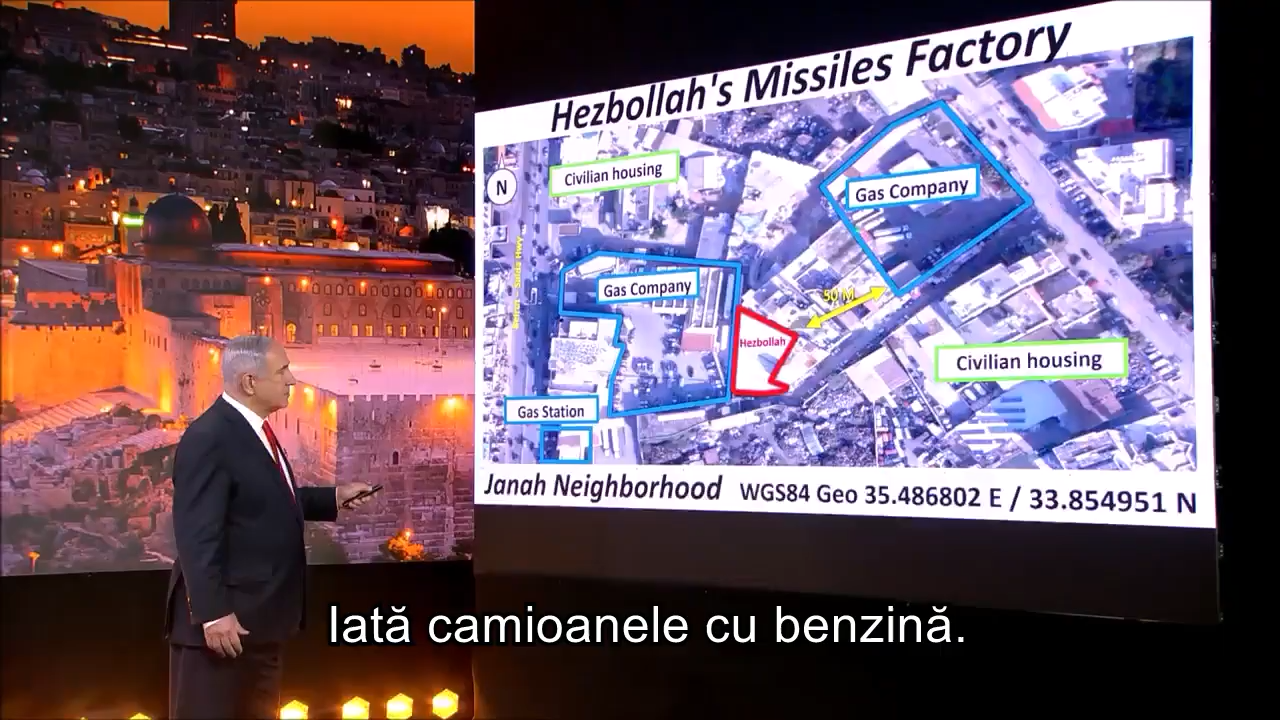 Hezbollah's Missiles Factory
Civilian housing
N
Gas Company
Gas Company
50 M
Hezbollah
Civilian housing
Gas Station
Janah Neighborhood
WGS84 Geo 35.486802 E / 33.854951 N
Iată camioanele cu benzină.